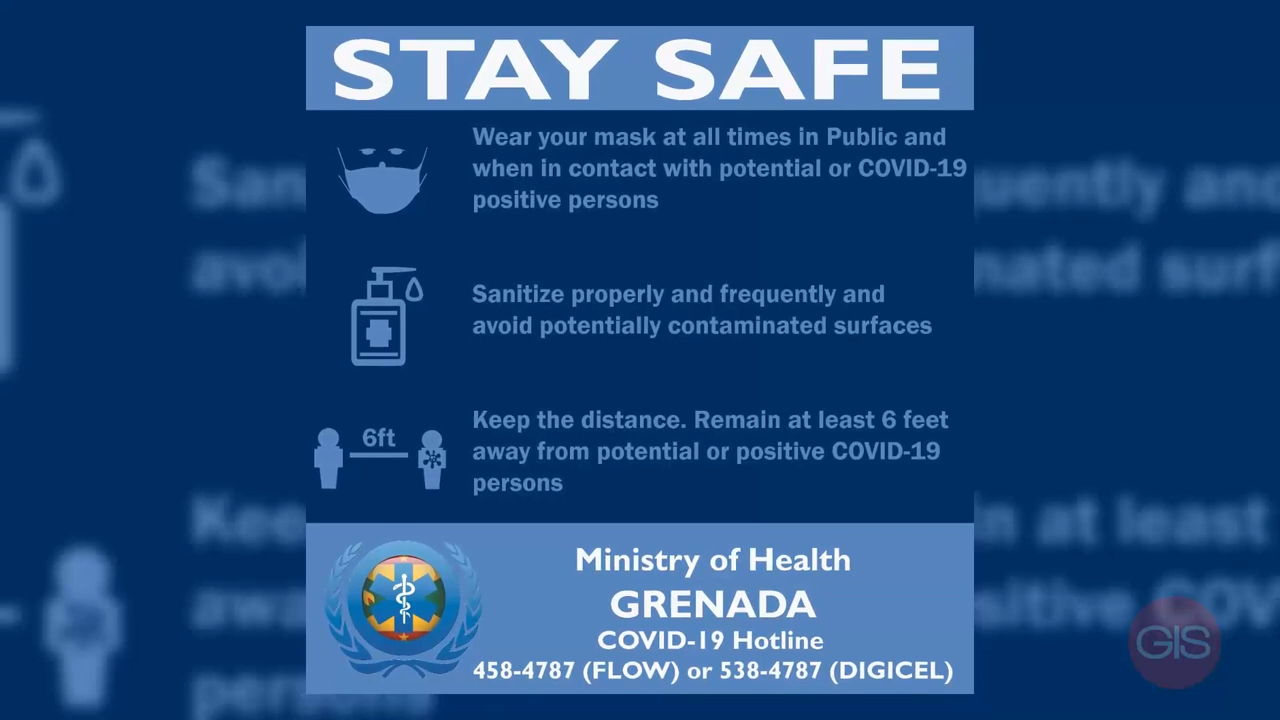 STAY SAFE
Wear your mask at all times in Public and
when in contact with potential or COVID-19
positive persons
Sanitize properly and frequently and
avoid potentially contaminated surfaces
6ft
Keep the distance. Remain at least 6 feet
away from potential or positive COVID-19
persons
Ministry of Health
GRENADA
COVID-19 Hotline
458-4787 (FLOW) or 538-4787 (DIGICEL)
GIS